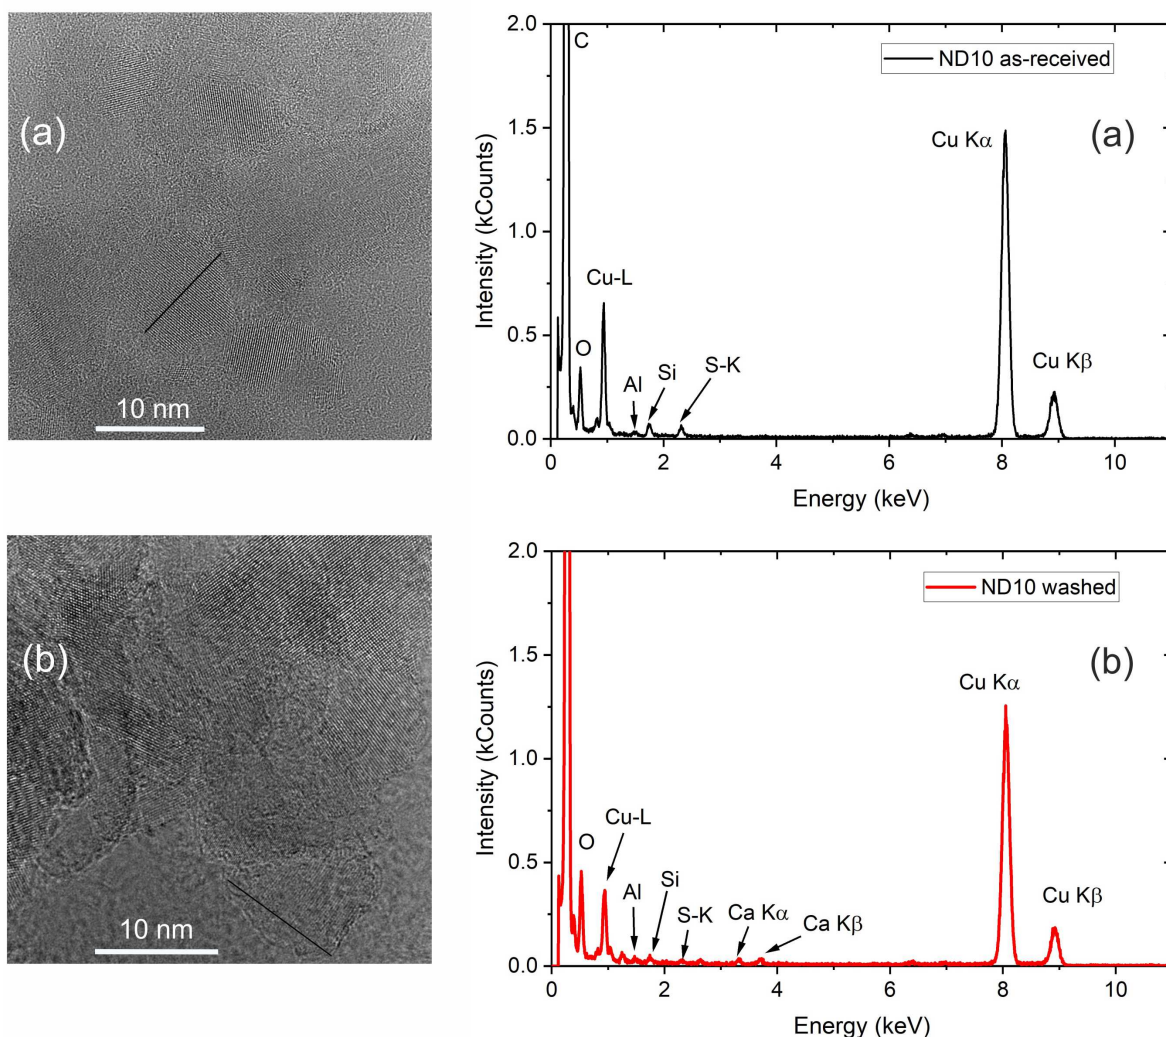 (a)
10 nm
2.0
1.5
1.0
0.5
0.0
Intensity (kCounts)
C
ND10 as-received
(a)
Cu Kα
Cu-L
O
Al
Si
S-K
Cu Kβ
0
2
4
6
8
10
Energy (keV)
(b)
10 nm
2.0
1.5
1.0
0.5
0.0
Intensity (kCounts)
ND10 washed
(b)
Cu Kα
Cu-L
O
Al
Si
S-K
Ca Kα
Ca Kβ
Cu Kβ
0
2
4
6
8
10
Energy (keV)